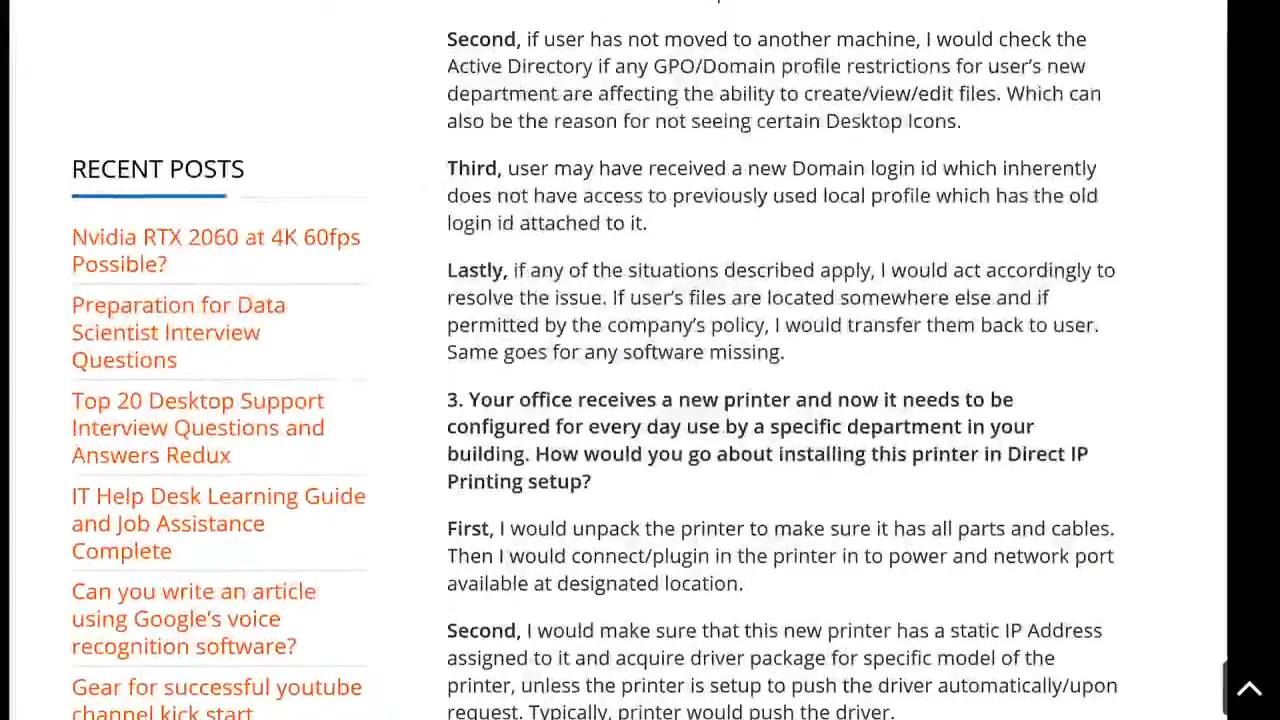 Second, if user has not moved to another machine, I would check the
Active Directory if any GPO/Domain profile restrictions for user's new
department are affecting the ability to create/view/edit files. Which can
also be the reason for not seeing certain Desktop Icons.
Third, user may have received a new Domain login id which inherently
does not have access to previously used local profile which has the old
login id attached to it.
Lastly, if any of the situations described apply, I would act accordingly to
resolve the issue. If user's files are located somewhere else and if
permitted by the company's policy, I would transfer them back to user.
Same goes for any software missing.
3. Your office receives a new printer and now it needs to be
configured for every day use by a specific department in your
building. How would you go about installing this printer in Direct IP
Printing setup?
First, I would unpack the printer to make sure it has all parts and cables.
Then I would connect/plugin in the printer in to power and network port
available at designated location.
Second, I would make sure that this new printer has a static IP Address
assigned to it and acquire driver package for specific model of the
printer, unless the printer is setup to push the driver automatically/upon
request. Typically, printer would push the driver.
RECENT POSTS
Nvidia RTX 2060 at 4K 60fps
Possible?
Preparation for Data
Scientist Interview
Questions
Top 20 Desktop Support
Interview Questions and
Answers Redux
IT Help Desk Learning Guide
and Job Assistance
Complete
Can you write an article
using Google's voice
recognition software?
Gear for successful youtube
channel kick start